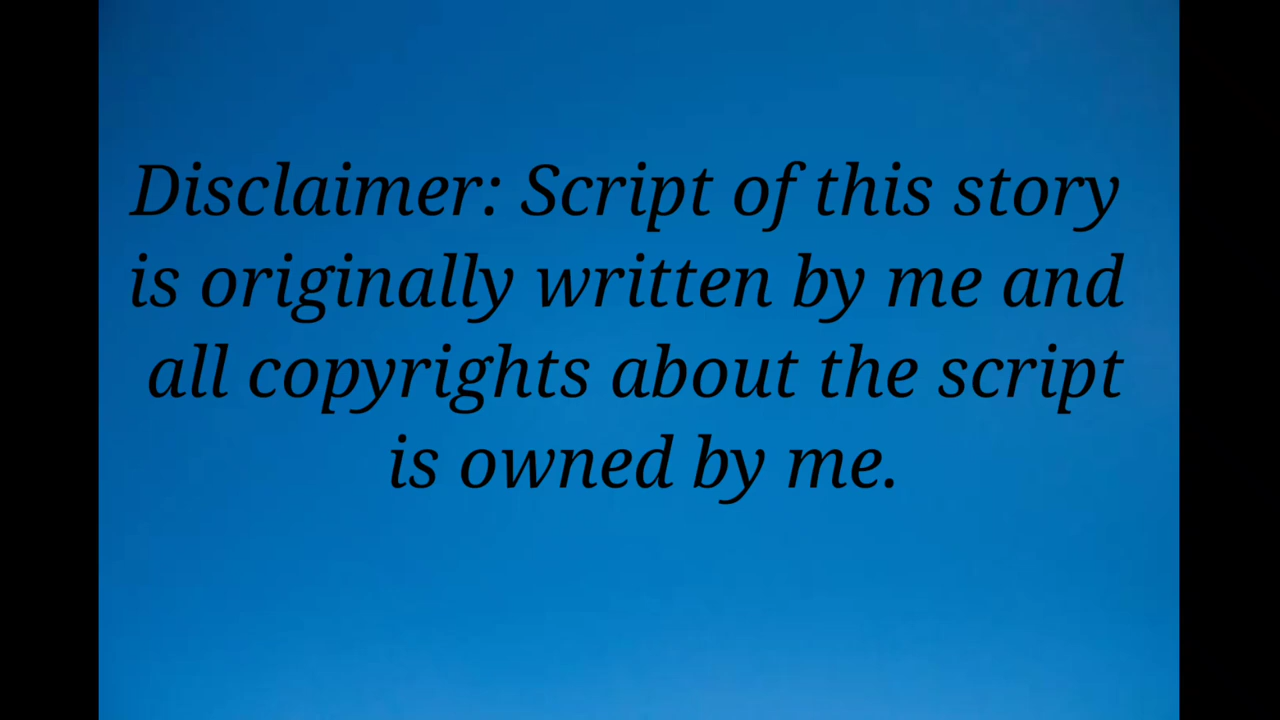 Disclaimer: Script of this story
is originally written by me and
all copyrights about the script
is owned by me.